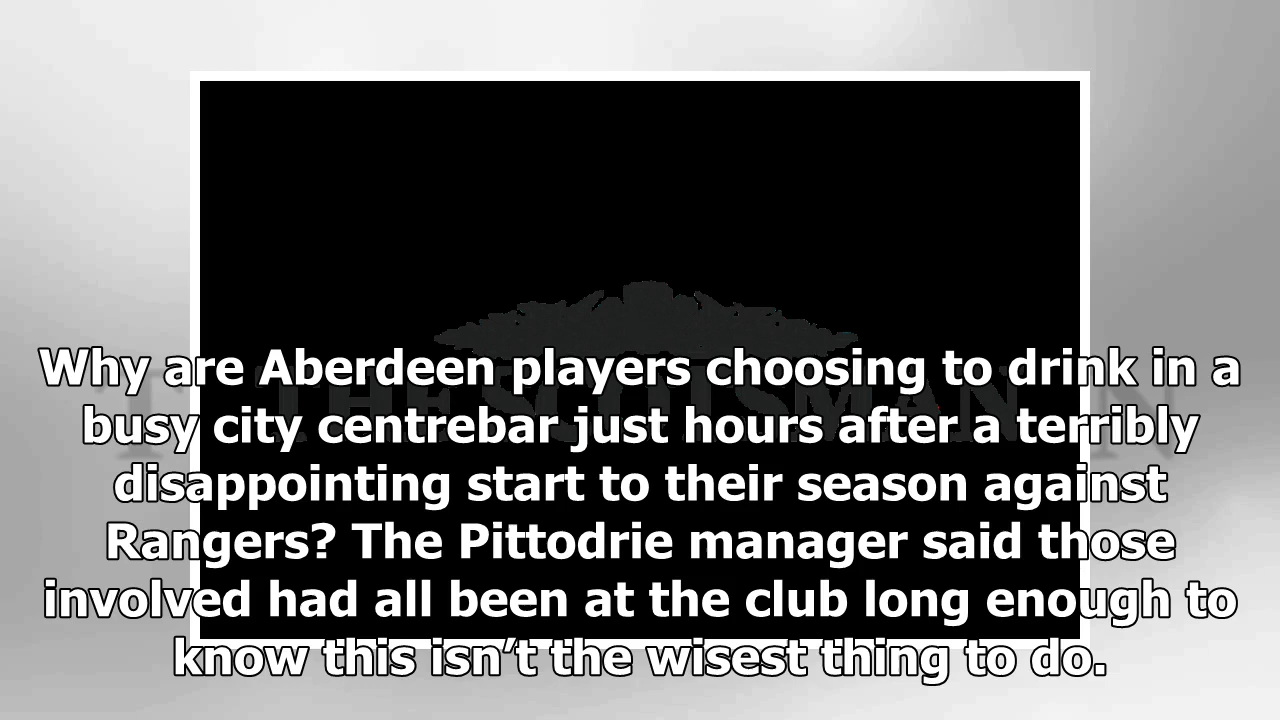 Why are Aberdeen players choosing to drink in a
busy city centrebar just hours after a terribly
disappointing start to their season against
Rangers? The Pittodrie manager said those
involved had all been at the club long enough to
know this isn’t the wisest thing to do.
THE SCOTSMAN